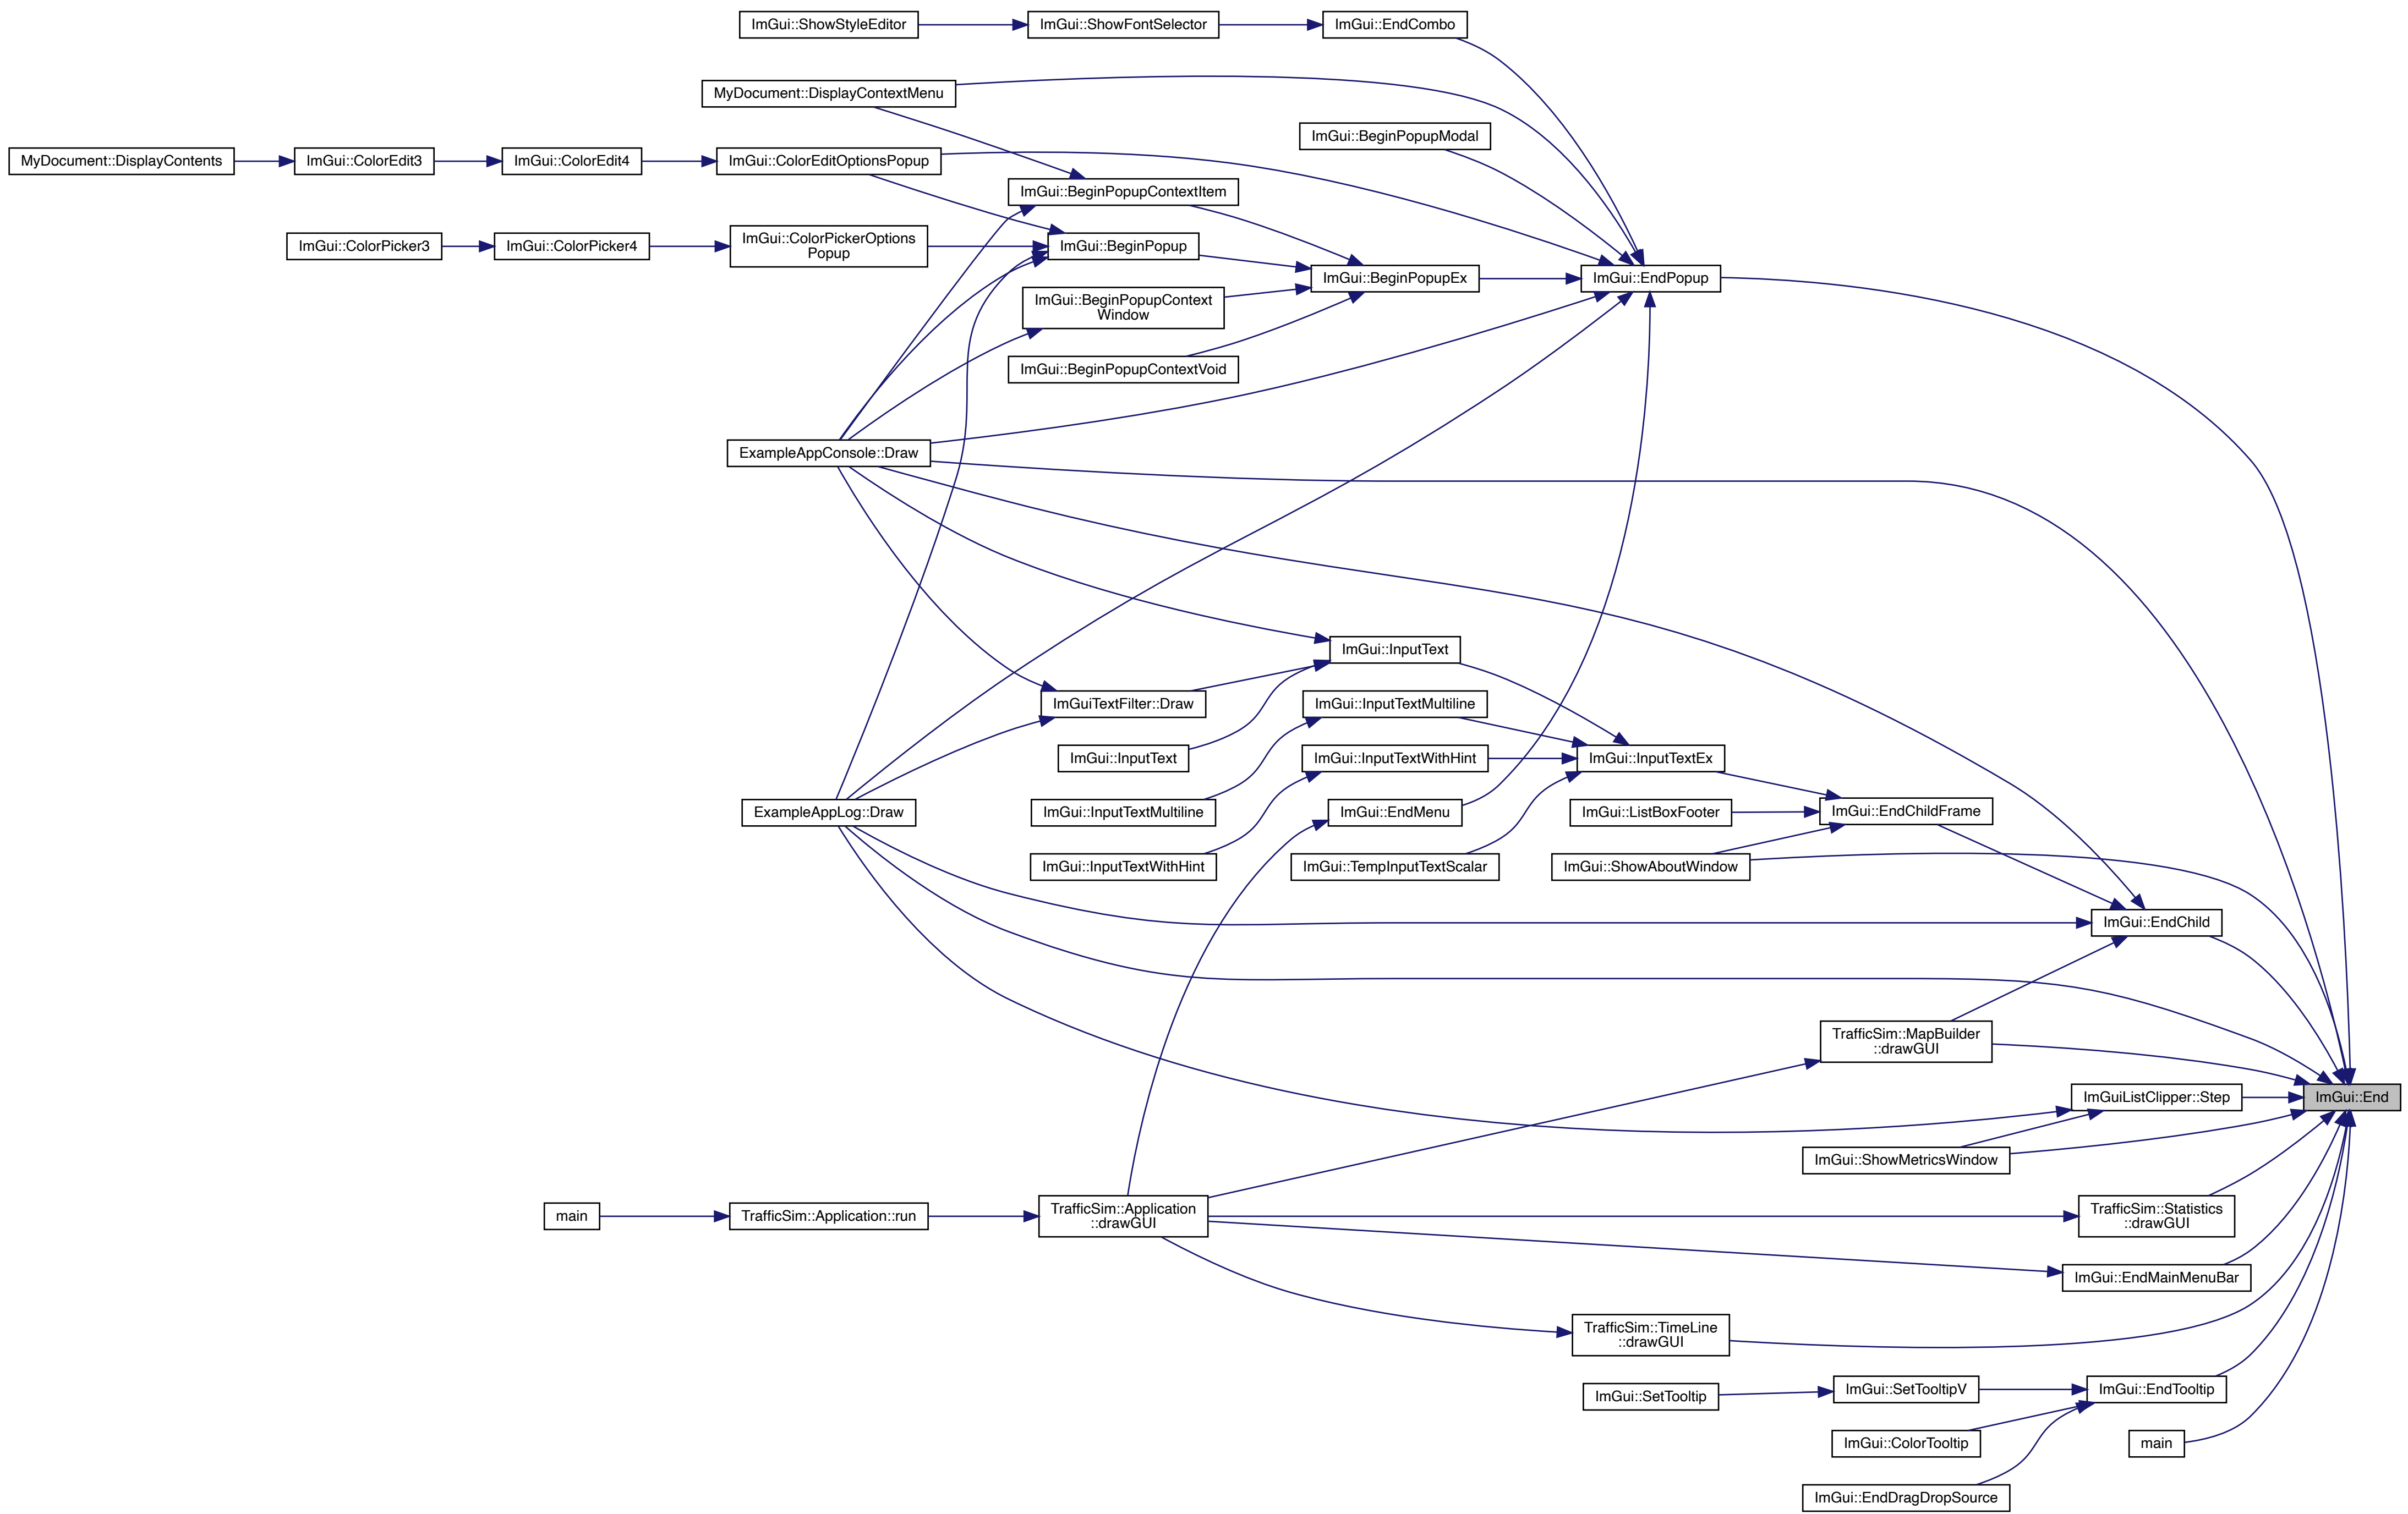 ImGui::ShowStyleEditor
ImGui::ShowFontSelector
ImGui::EndCombo
MyDocument::DisplayContextMenu
ImGui::BeginPopupModal
MyDocument::DisplayContents
ImGui::ColorEdit3
ImGui::ColorEdit4
ImGui::ColorEditOptionsPopup
ImGui::BeginPopupContextItem
ImGui::ColorPicker3
ImGui::ColorPicker4
ImGui::ColorPickerOptions
Popup
ImGui::BeginPopup
ImGui::BeginPopupEx
ImGui::EndPopup
ImGui::BeginPopupContext
Window
ImGui::BeginPopupContextVoid
ExampleAppConsole::Draw
ImGui::InputText
ImGuiTextFilter::Draw
ImGui::InputTextMultiline
ImGui::InputText
ImGui::InputTextWithHint
ImGui::InputTextEx
ExampleAppLog::Draw
ImGui::InputTextMultiline
ImGui::EndMenu
ImGui::ListBoxFooter
ImGui::EndChildFrame
ImGui::InputTextWithHint
ImGui::TempInputTextScalar
ImGui::ShowAboutWindow
ImGui::EndChild
TrafficSim::MapBuilder
::drawGUI
ImGuiListClipper::Step
ImGui::End
ImGui::ShowMetricsWindow
main
TrafficSim::Application::run
TrafficSim::Application
::drawGUI
TrafficSim::Statistics
::drawGUI
ImGui::EndMainMenuBar
TrafficSim::TimeLine
::drawGUI
ImGui::SetTooltip
ImGui::SetTooltipV
ImGui::EndTooltip
ImGui::ColorTooltip
main
ImGui::EndDragDropSource